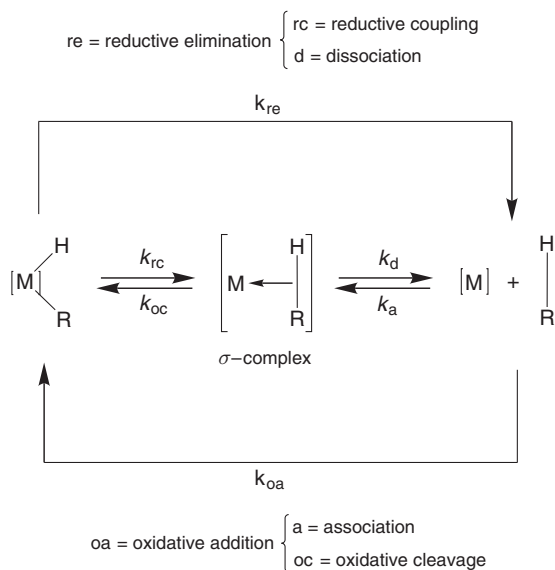 re = reductive elimination { rc = reductive coupling
d = dissociation
k_re
H
[M]
R
k_rc
k_oc
H
M
R
σ–complex
k_d
k_a
[M] +
H
R
k_oa
oa = oxidative addition { a = association
oc = oxidative cleavage